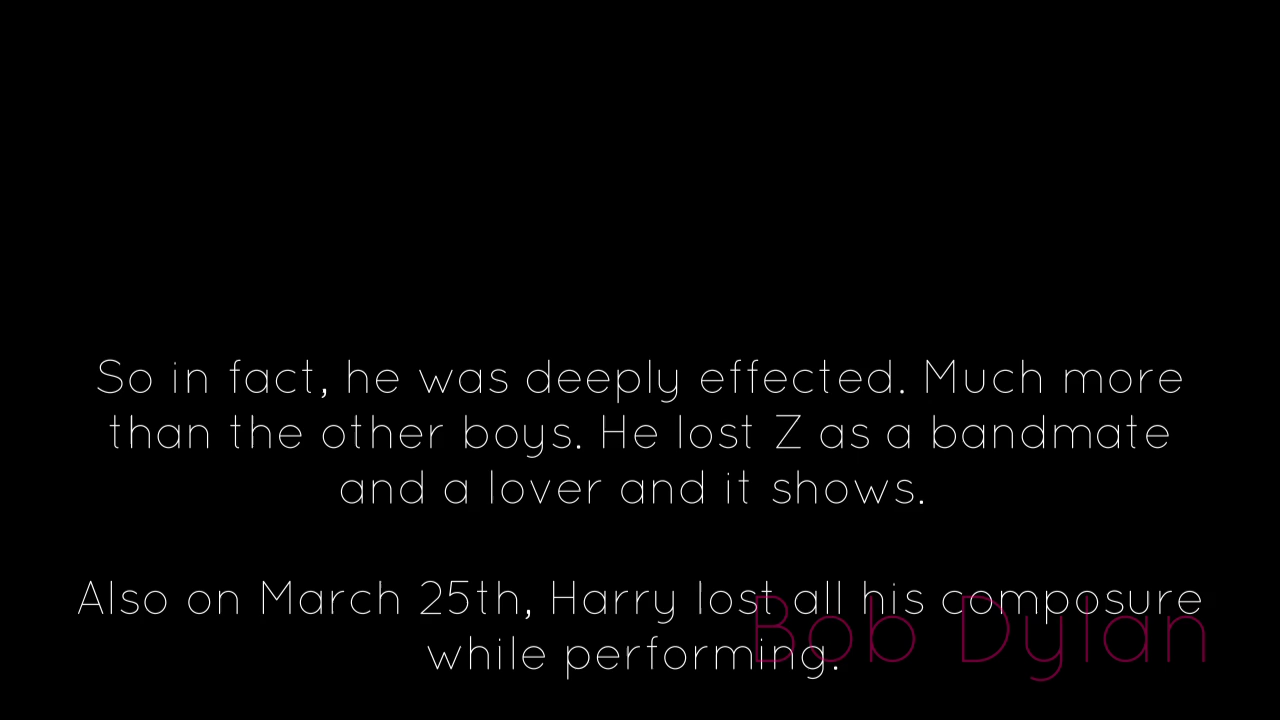 So in fact, he was deeply effected. Much more
than the other boys. He lost Z as a bandmate
and a lover and it shows.
Also on March 25th, Harry lost all his composure
while performing.
Bob Dylan